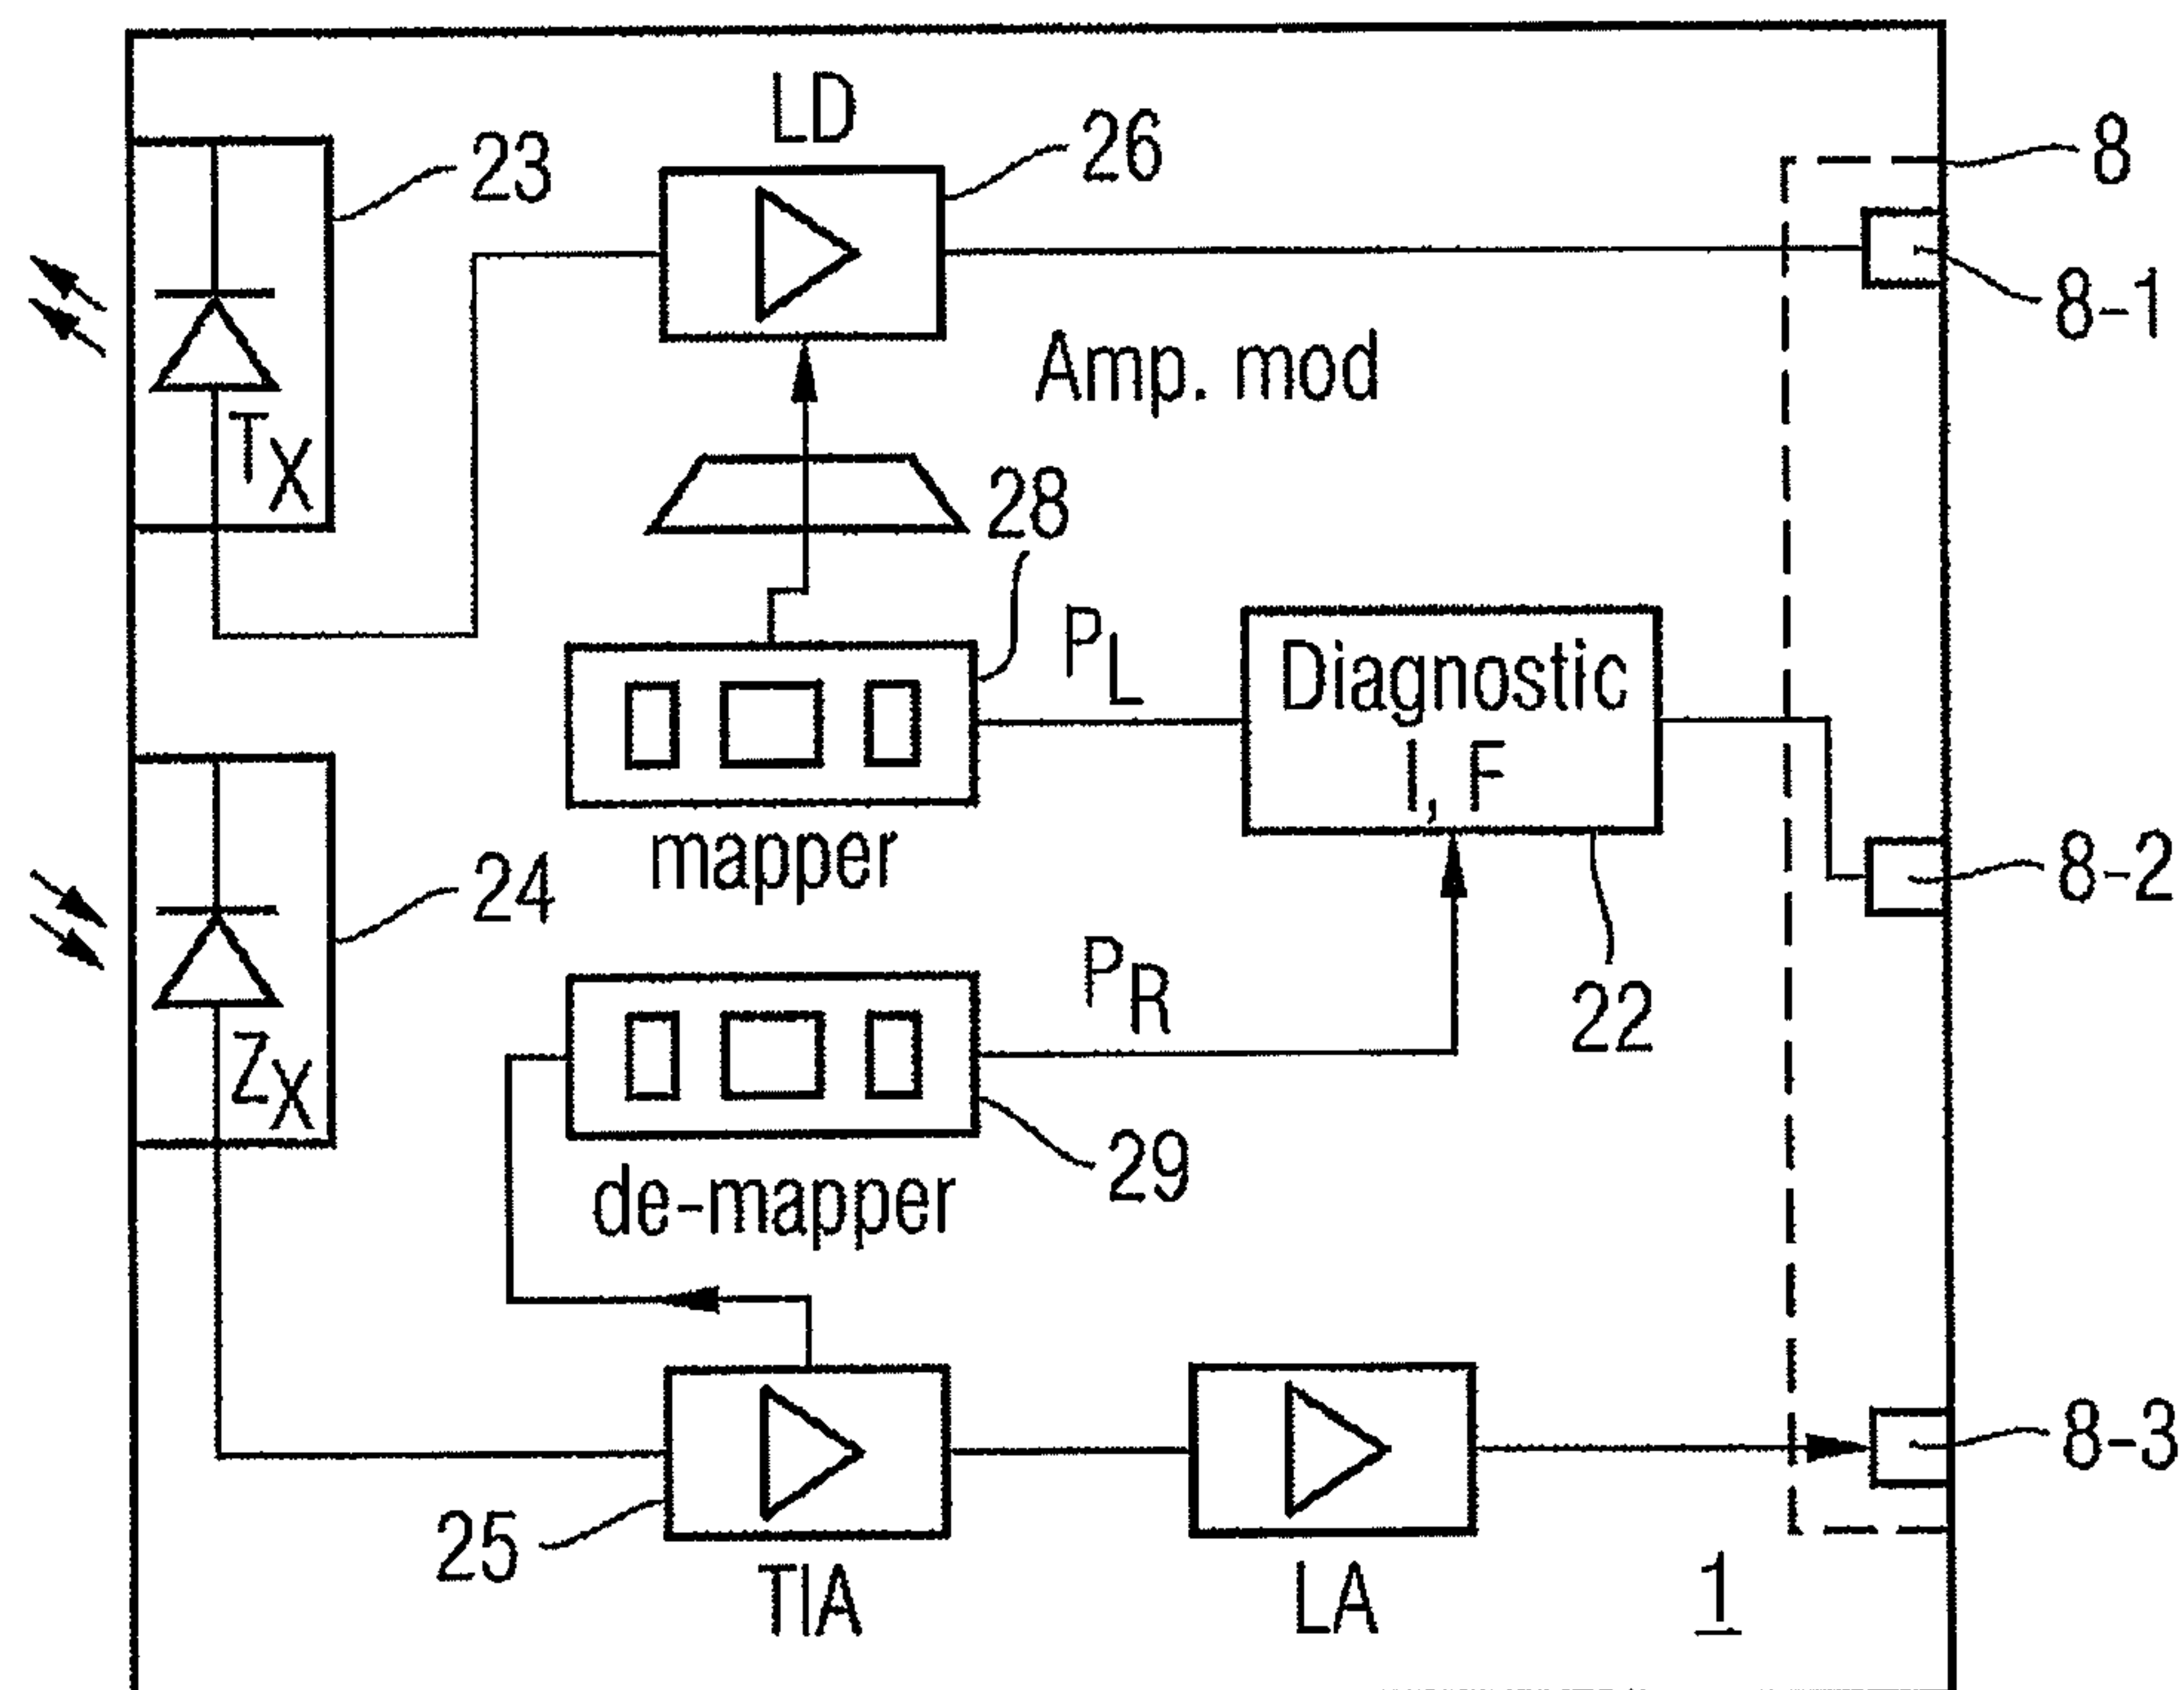 LD
23
26
8
8-1
Amp. mod
TX
28
PL
Diagnostic
I, F
mapper
24
8-2
PR
22
ZX
29
de-mapper
8-3
25
TIA
LA
1